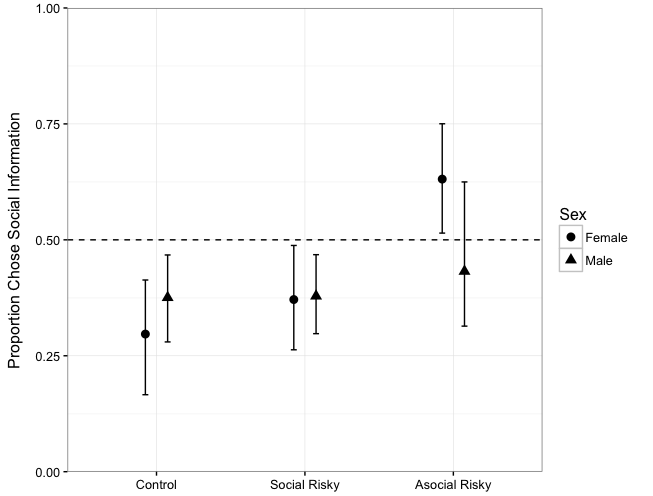 1.00
0.75
0.50
0.25
0.00
Proportion Chose Social Information
Control
Social Risky
Asocial Risky
Sex
Female
Male